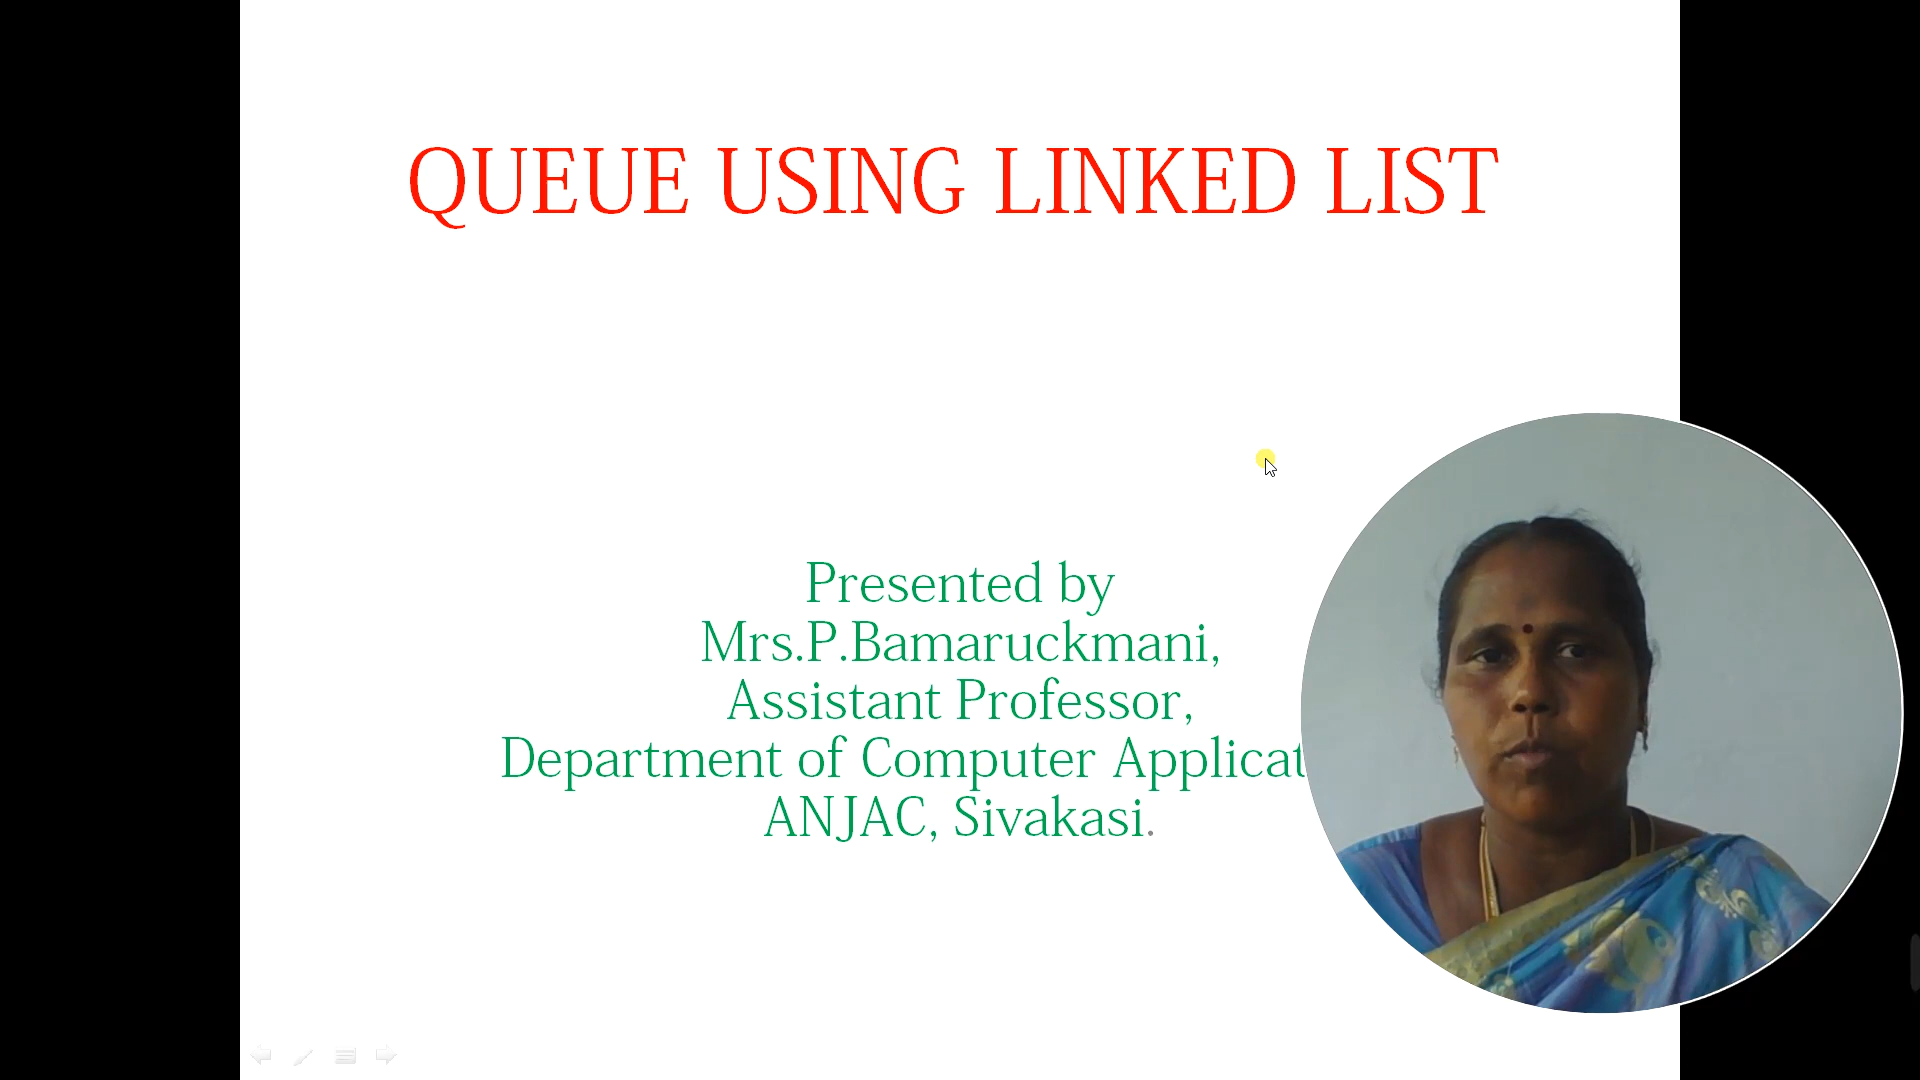 QUEUE USING LINKED LIST
Presented by
Mrs.P.Bamaruckmani,
Assistant Professor,
Department of Computer Applicat
ANJAC, Sivakasi.